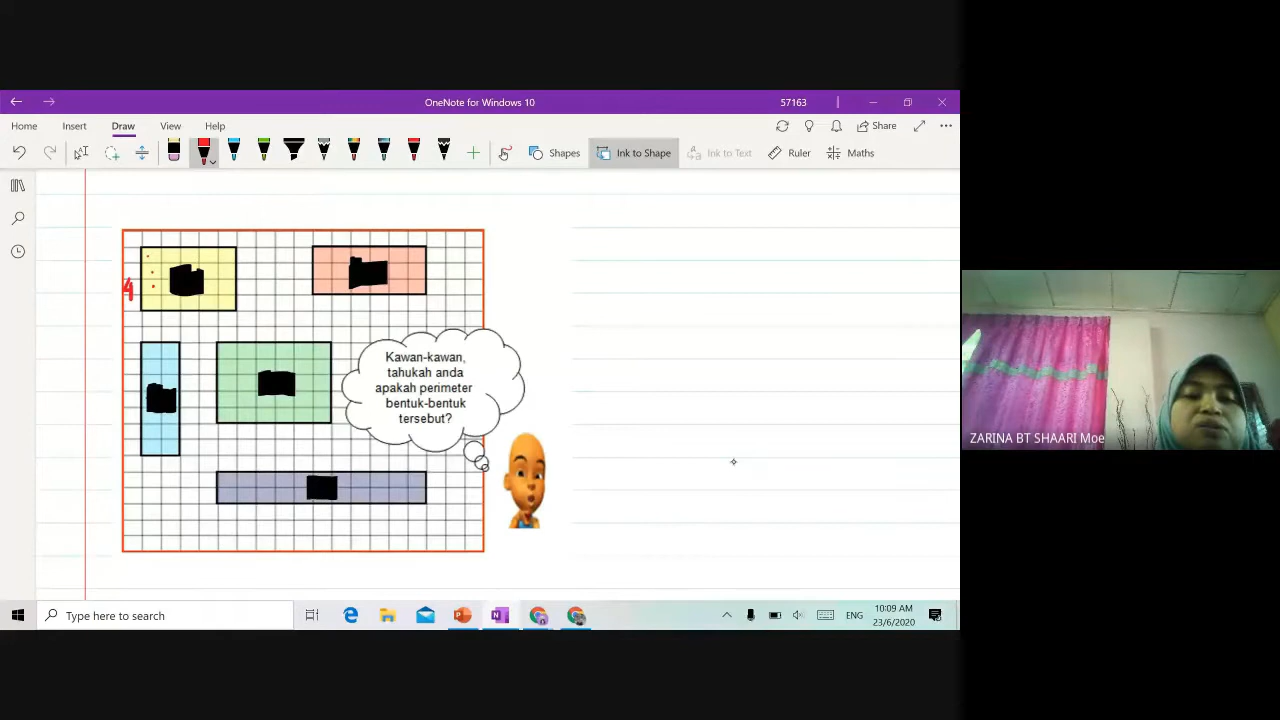 OneNote for Windows 10
57163
Home Insert Draw View Help
Share
Shapes
Ink to Shape
Ink to Text
Ruler
Maths
4
Kawan-kawan,
tahukah anda
apakah perimeter
bentuk-bentuk
tersebut?
ZARINA BT SHAARI Moe
Type here to search
ENG
10:09 AM
23/6/2020